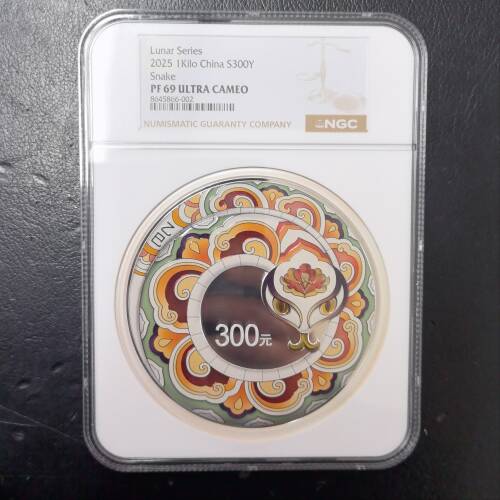 Lunar Series
2025 1Kilo China S300Y
Snake
PF 69 ULTRA CAMEO
8645866-002
NUMISMATIC GUARANTY COMPANY
NGC
300元